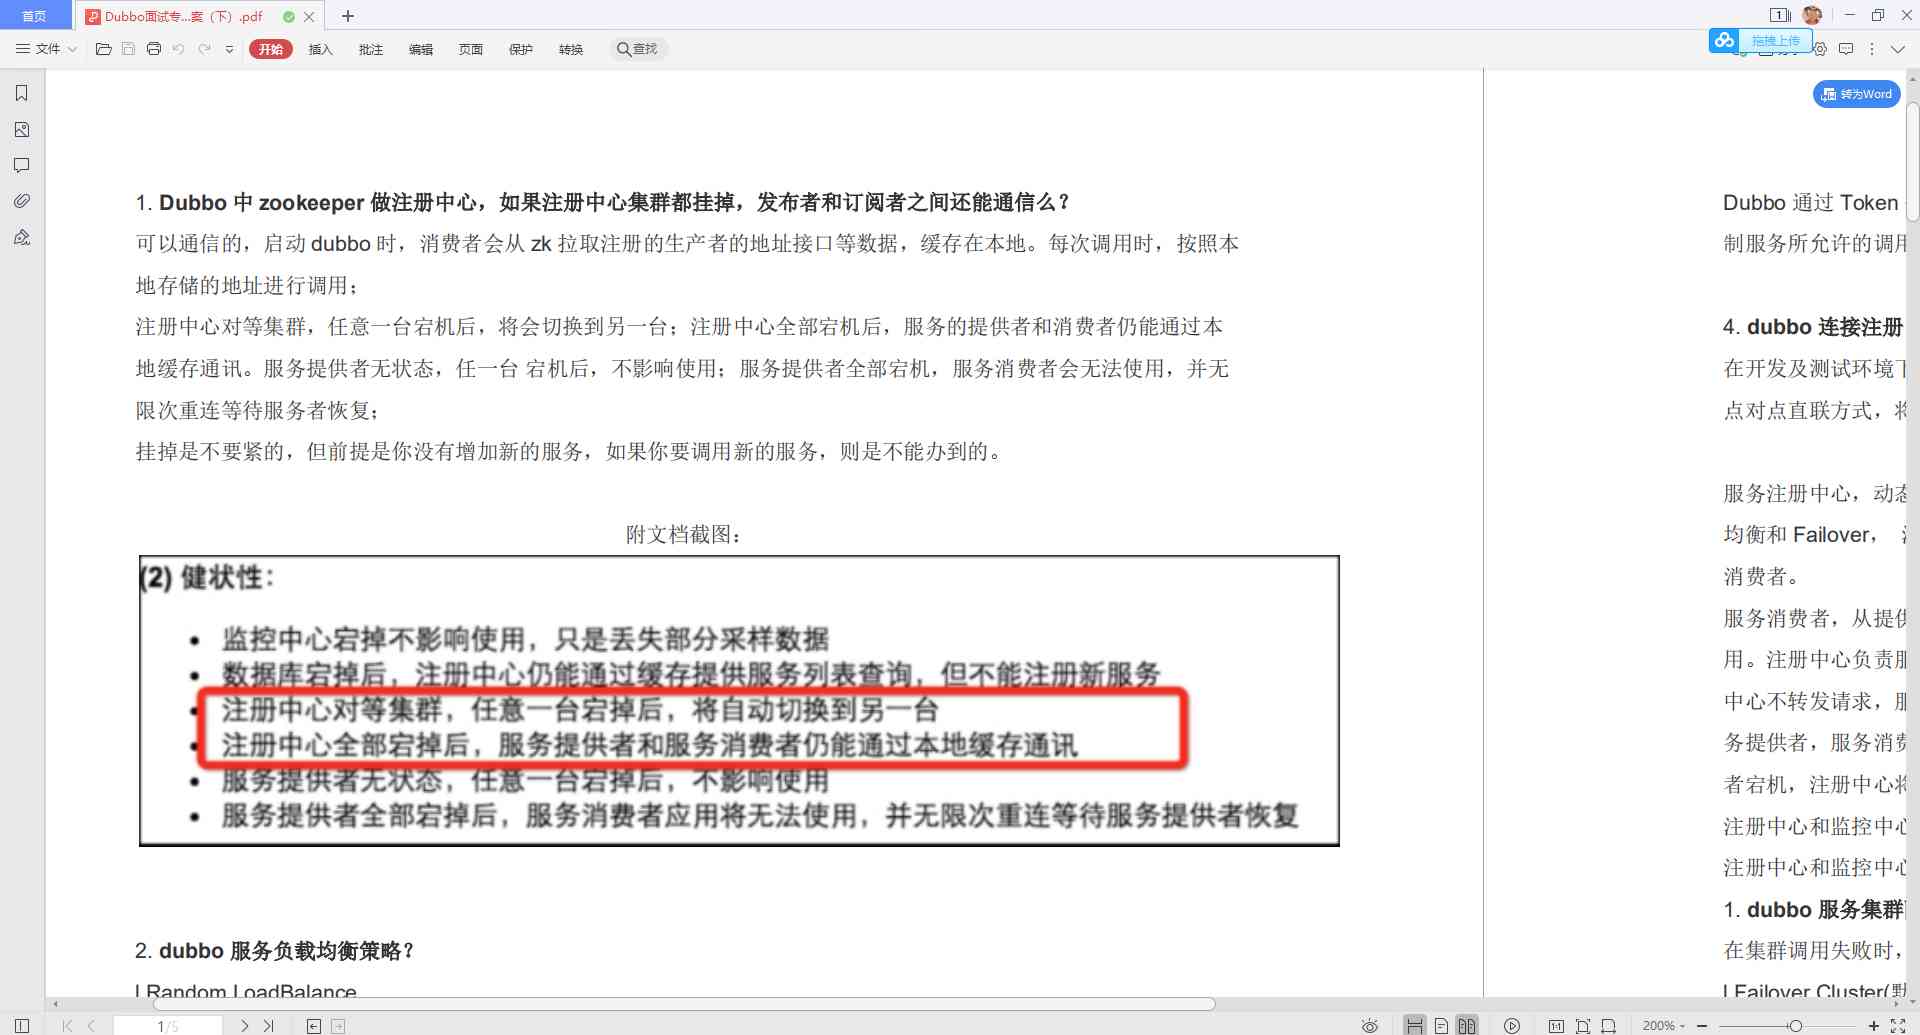 首页
Dubbo面试专...案（下）.pdf
1
文件
开始
插入
批注
编辑
页面
保护
转换
查找
拖拽上传
转为Word
1. Dubbo 中 zookeeper 做注册中心，如果注册中心集群都挂掉，发布者和订阅者之间还能通信么？
可以通信的，启动 dubbo 时，消费者会从 zk 拉取注册的生产者的地址接口等数据，缓存在本地。每次调用时，按照本
地存储的地址进行调用；
注册中心对等集群，任意一台宕机后，将会切换到另一台；注册中心全部宕机后，服务的提供者和消费者仍能通过本
地缓存通讯。服务提供者无状态，任一台 宕机后，不影响使用；服务提供者全部宕机，服务消费者会无法使用，并无
限次重连等待服务者恢复；
挂掉是不要紧的，但前提是你没有增加新的服务，如果你要调用新的服务，则是不能办到的。
附文档截图：
(2) 健状性：
监控中心宕掉不影响使用，只是丢失部分采样数据
数据库宕掉后，注册中心仍能通过缓存提供服务列表查询，但不能注册新服务
注册中心对等集群，任意一台宕掉后，将自动切换到另一台
注册中心全部宕掉后，服务提供者和服务消费者仍能通过本地缓存通讯
服务提供者无状态，任意一台宕掉后，不影响使用
服务提供者全部宕掉后，服务消费者应用将无法使用，并无限次重连等待服务提供者恢复
2. dubbo 服务负载均衡策略？
l Random LoadBalance
Dubbo 通过 Token
制服务所允许的调用
4. dubbo 连接注册
在开发及测试环境下
点对点直联方式，将
服务注册中心，动态
均衡和 Failover，
消费者。
服务消费者，从提供
用。注册中心负责服
中心不转发请求，服
务提供者，服务消费
者宕机，注册中心将
注册中心和监控中心
注册中心和监控中心
1. dubbo 服务集群
在集群调用失败时，
l Failover Cluster(默
1/5
200%